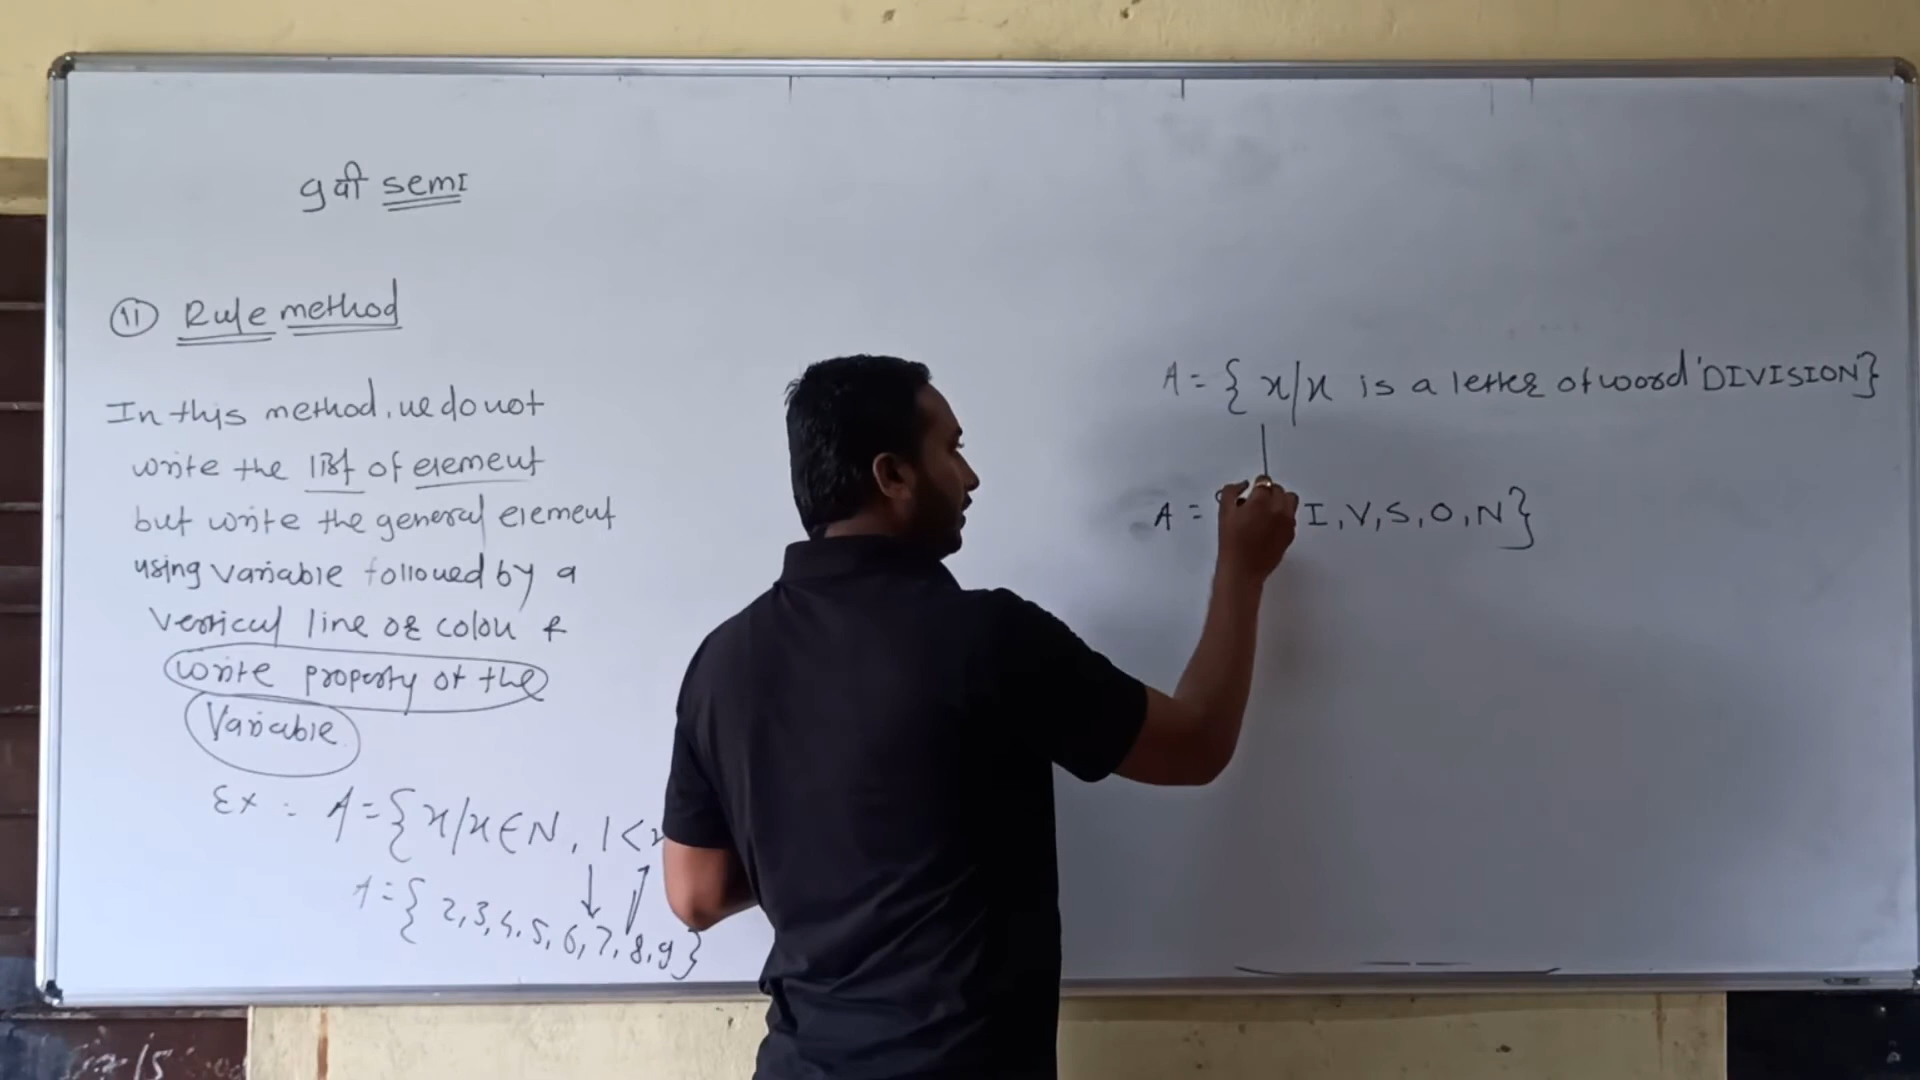 9वी semi
11 Rule method
In this method, we do not
write the list of element
but write the general element
using variable followed by a
vertical line or colon &
write property of the
Variable.
Ex : A = { x/x ∈ N, 1 <
A = { 2, 3, 4, 5, 6, 7, 8, 9 }
A = { x/x is a letter of word 'DIVISION' }
A = I, V, S, O, N }